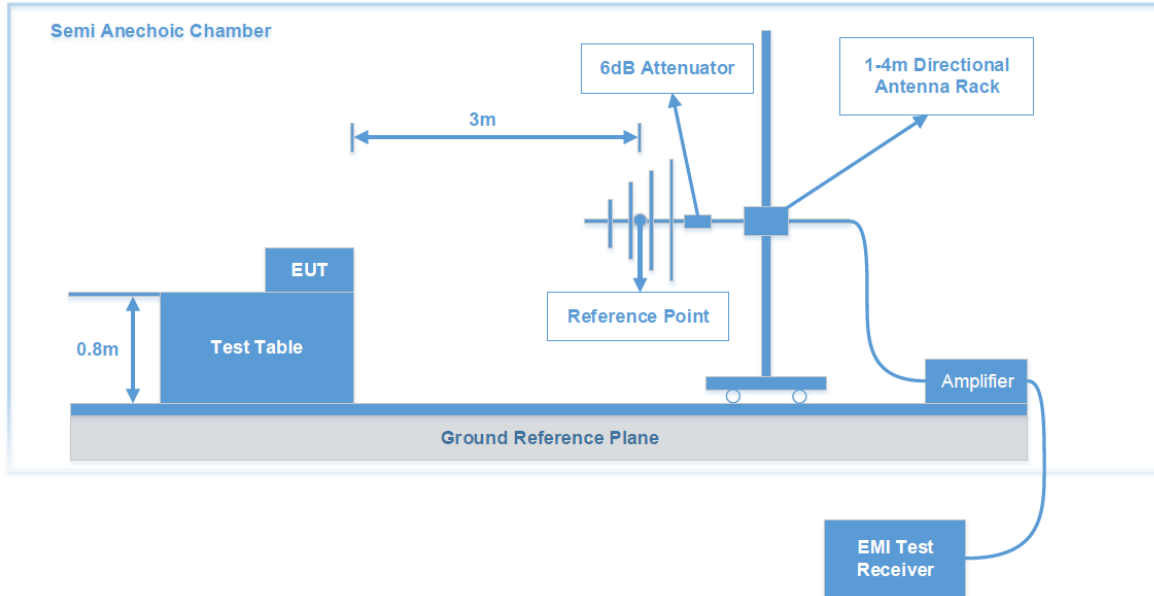 Semi Anechoic Chamber
6dB Attenuator
1-4m Directional
Antenna Rack
3m
EUT
Reference Point
0.8m
Test Table
Amplifier
Ground Reference Plane
EMI Test
Receiver